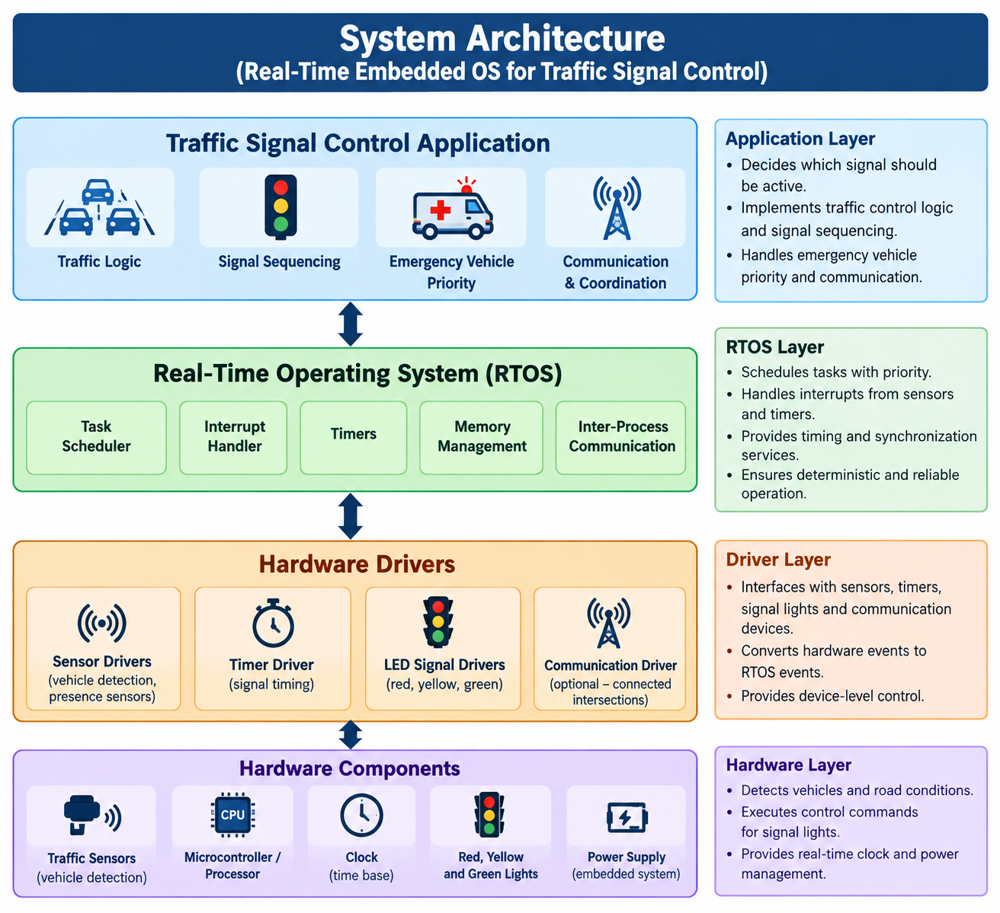 System Architecture
(Real-Time Embedded OS for Traffic Signal Control)
Traffic Signal Control Application
Traffic Logic
Signal Sequencing
Emergency Vehicle
Priority
Communication
& Coordination
Application Layer
• Decides which signal should
be active.
• Implements traffic control logic
and signal sequencing.
• Handles emergency vehicle
priority and communication.
Real-Time Operating System (RTOS)
Task
Scheduler
Interrupt
Handler
Timers
Memory
Management
Inter-Process
Communication
RTOS Layer
• Schedules tasks with priority.
• Handles interrupts from sensors
and timers.
• Provides timing and synchronization
services.
• Ensures deterministic and reliable
operation.
Hardware Drivers
Sensor Drivers
(vehicle detection,
presence sensors)
Timer Driver
(signal timing)
LED Signal Drivers
(red, yellow, green)
Communication Driver
(optional – connected
intersections)
Driver Layer
• Interfaces with sensors, timers,
signal lights and communication
devices.
• Converts hardware events to
RTOS events.
• Provides device-level control.
Hardware Components
Traffic Sensors
(vehicle detection)
CPU
Microcontroller /
Processor
Clock
(time base)
Red, Yellow
and Green Lights
Power Supply
(embedded system)
Hardware Layer
• Detects vehicles and road conditions.
• Executes control commands
for signal lights.
• Provides real-time clock and power
management.